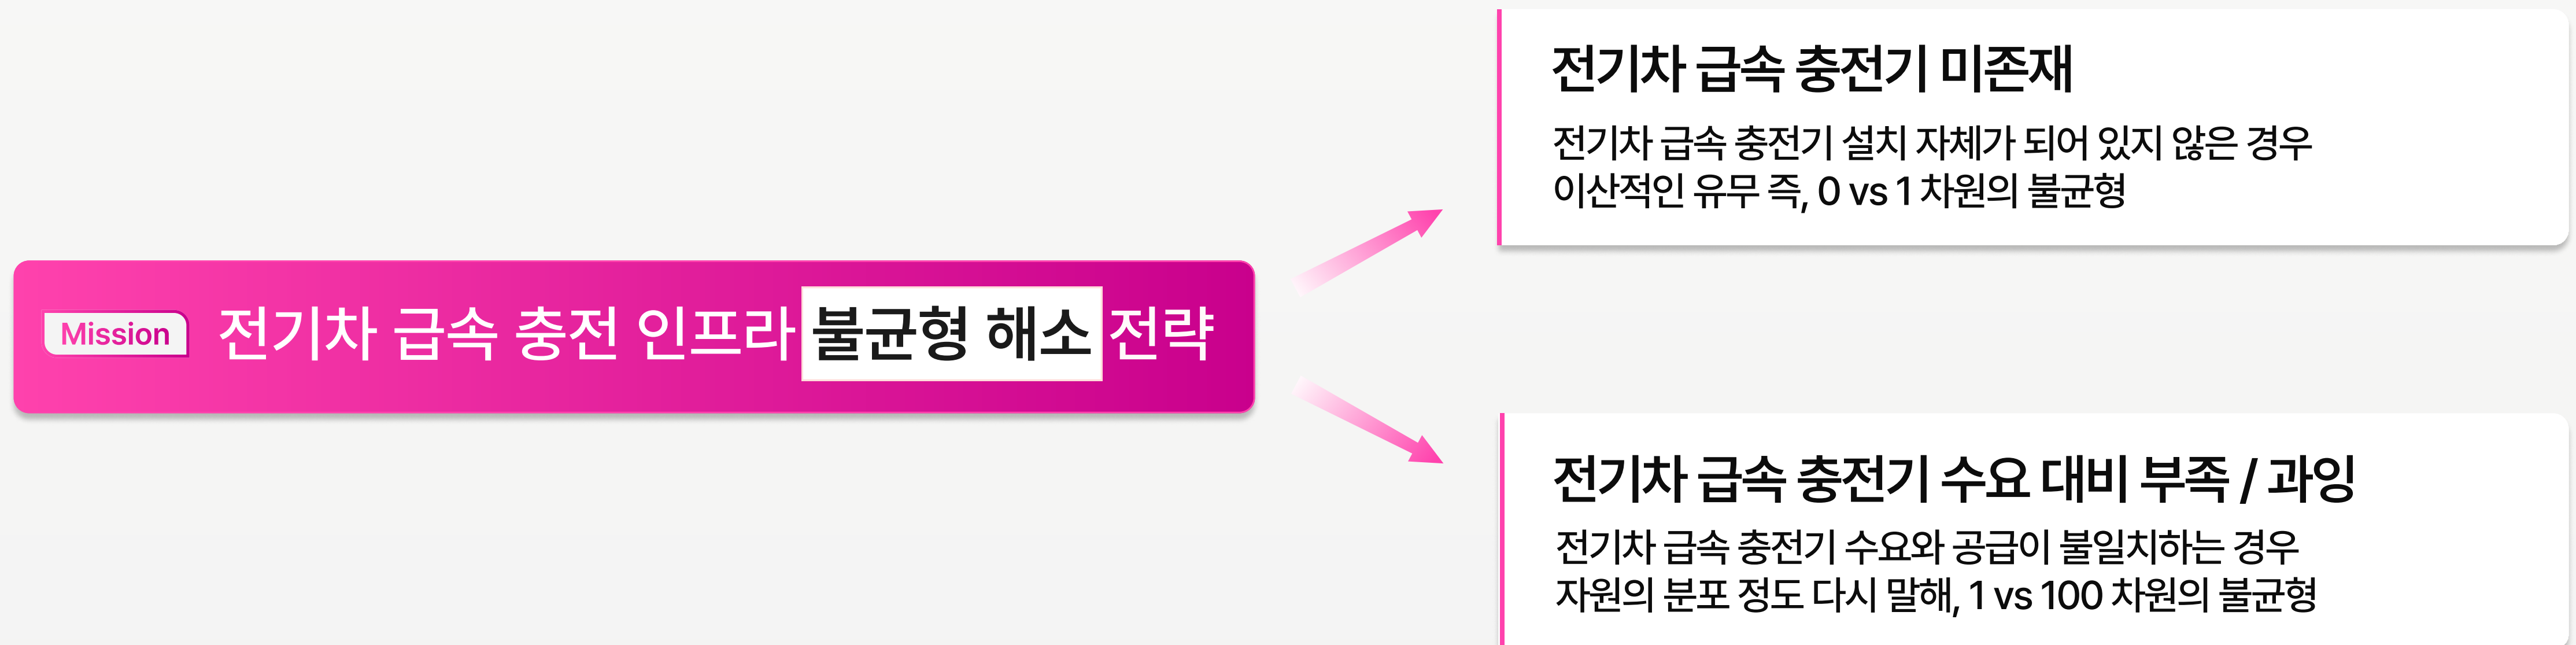 Mission 전기차 급속 충전 인프라 불균형 해소 전략
전기차 급속 충전기 미존재
전기차 급속 충전기 설치 자체가 되어 있지 않은 경우
이산적인 유무 즉, 0 vs 1 차원의 불균형
전기차 급속 충전기 수요 대비 부족 / 과잉
전기차 급속 충전기 수요와 공급이 불일치하는 경우
자원의 분포 정도 다시 말해, 1 vs 100 차원의 불균형